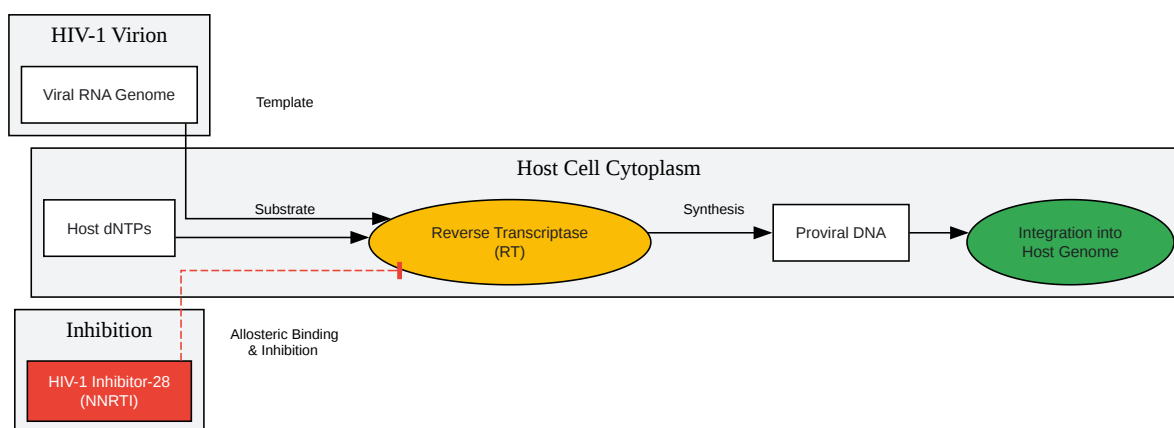 HIV-1 Virion
Viral RNA Genome
Template
Host Cell Cytoplasm
Host dNTPs
Substrate
Reverse Transcriptase
(RT)
Synthesis
Proviral DNA
Integration into
Host Genome
Inhibition
Allosteric Binding
& Inhibition
HIV-1 Inhibitor-28
(NNRTI)